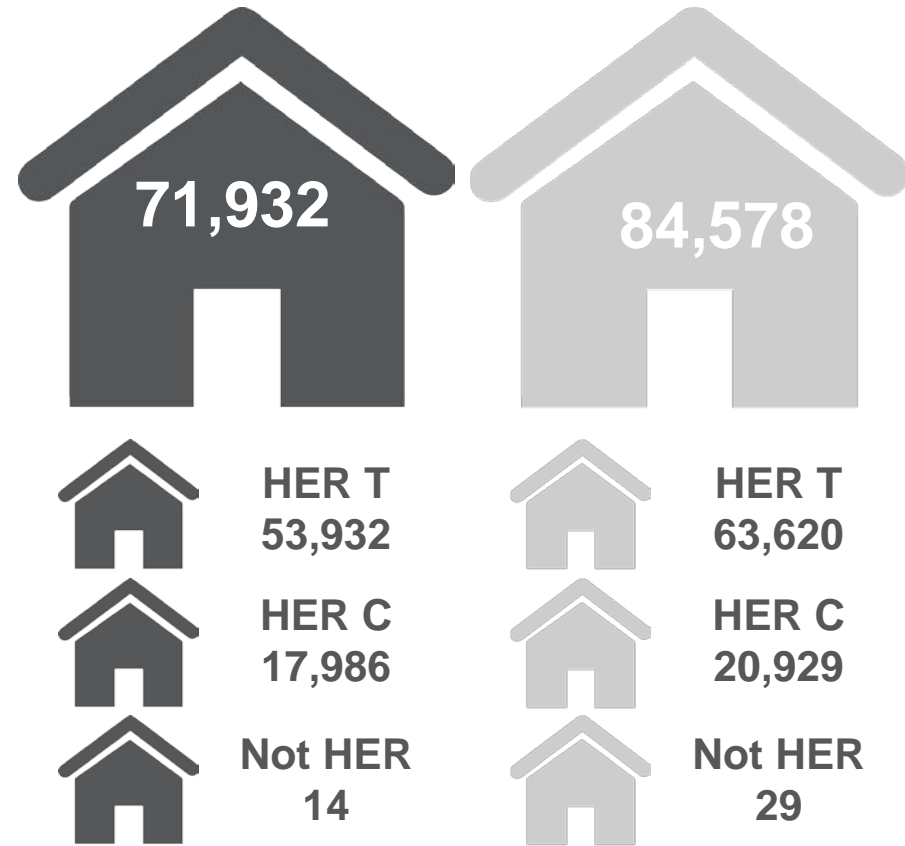 71,932
84,578
HER T
53,932
HER T
63,620
HER C
17,986
HER C
20,929
Not HER
14
Not HER
29